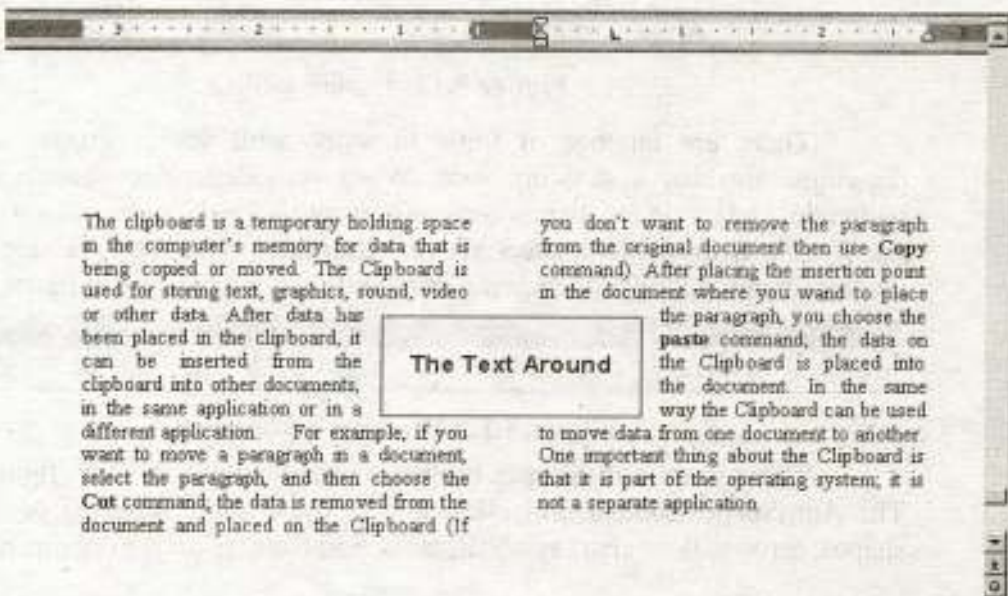 The clipboard is a temporary holding space
in the computer's memory for data that is
being copied or moved. The Clipboard is
used for storing text, graphics, sound, video
or other data. After data has
been placed in the clipboard, it
can be inserted from the
clipboard into other documents,
in the same application or in a
different application. For example, if you
want to move a paragraph in a document,
select the paragraph, and then choose the
Cut command, the data is removed from the
document and placed on the Clipboard (If
The Text Around
you don't want to remove the paragraph
from the original document then use Copy
command). After placing the insertion point
in the document where you wand to place
the paragraph, you choose the
paste command, the data on
the Clipboard is placed into
the document. In the same
way the Clipboard can be used
to move data from one document to another.
One important thing about the Clipboard is
that it is part of the operating system; it is
not a separate application.